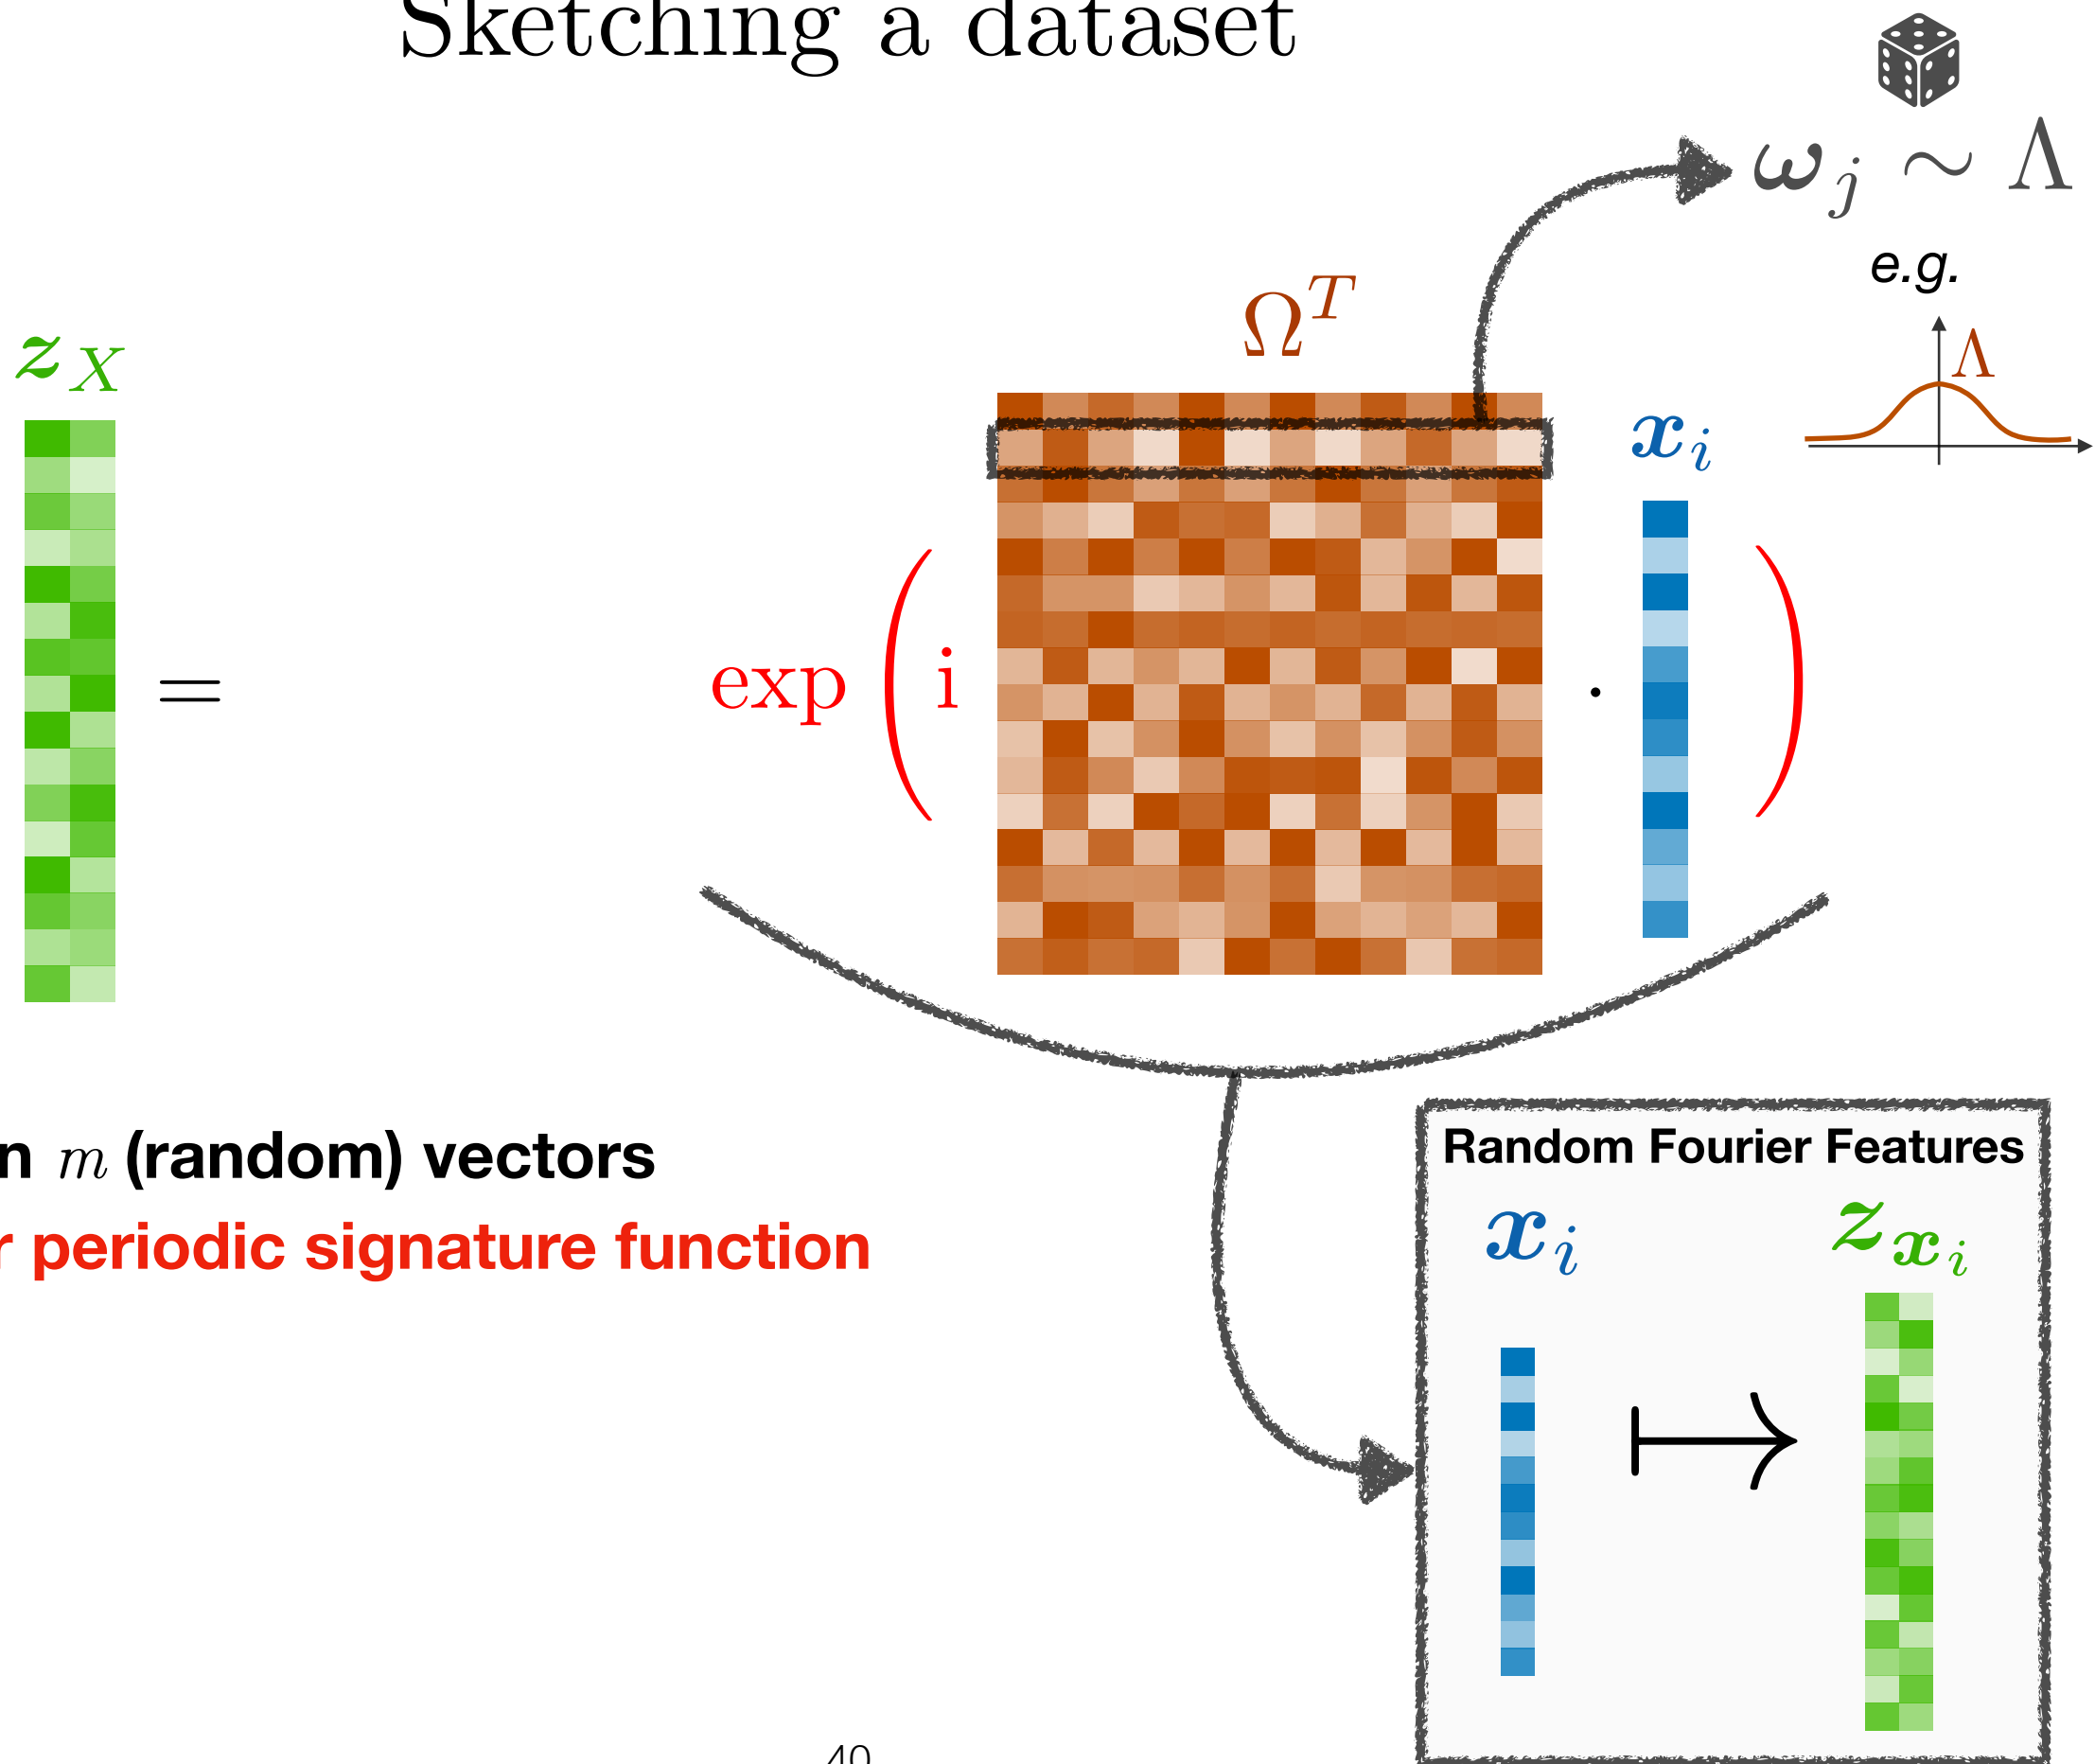 Sketching a dataset
ω_j ∼ Λ
e.g.
Λ
Ω^T
z_X
x_i
= exp ( i · )
n m (random) vectors
r periodic signature function
Random Fourier Features
x_i z_{x_i}
40